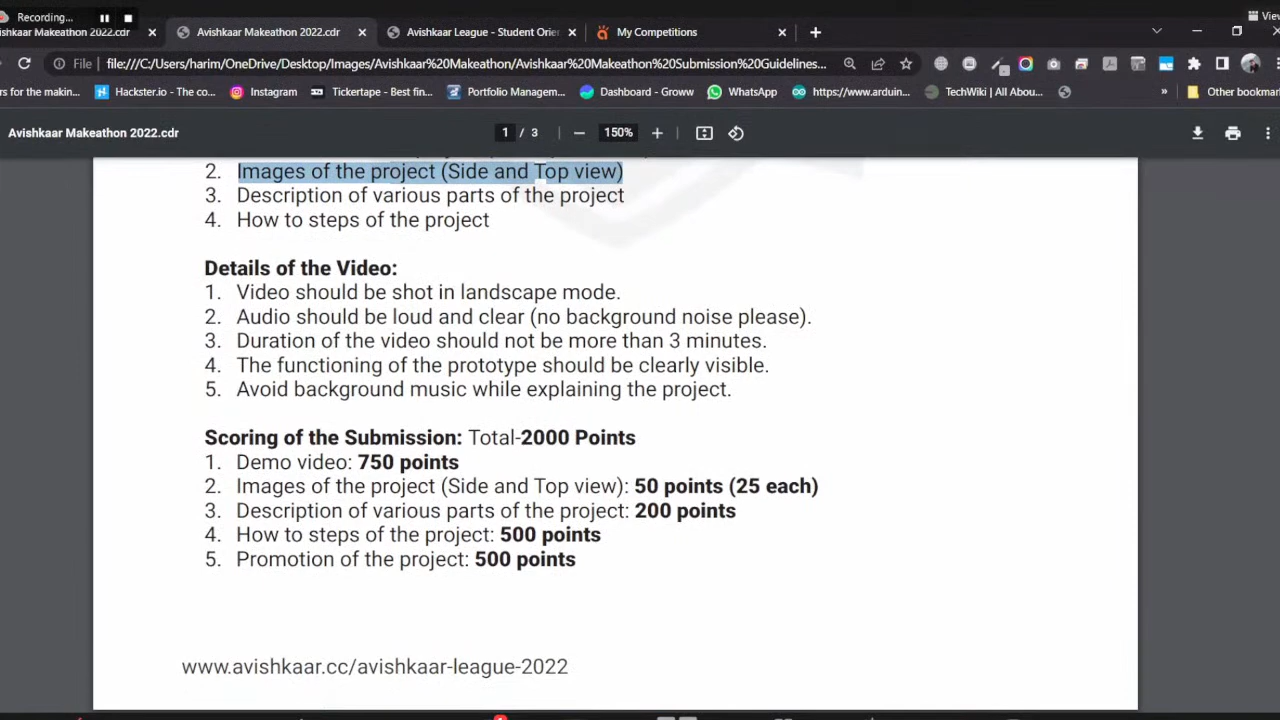 Recording...
View
Avishkaar Makeathon 2022.cdr
Avishkaar Makeathon 2022.cdr
Avishkaar League - Student Orie
My Competitions
File
file:///C:/Users/harim/OneDrive/Desktop/Images/Avishkaar%20Makeathon/Avishkaar%20Makeathon%20Submission%20Guidelines...
rs for the makin...
Hackster.io - The co...
Instagram
Tickertape - Best fin...
Portfolio Managem...
Dashboard - Groww
WhatsApp
https://www.arduin...
TechWiki | All Abou...
»
Other bookmar
Avishkaar Makeathon 2022.cdr
1 / 3
150%
2. Images of the project (Side and Top view)
3. Description of various parts of the project
4. How to steps of the project
Details of the Video:
1. Video should be shot in landscape mode.
2. Audio should be loud and clear (no background noise please).
3. Duration of the video should not be more than 3 minutes.
4. The functioning of the prototype should be clearly visible.
5. Avoid background music while explaining the project.
Scoring of the Submission: Total-2000 Points
1. Demo video: 750 points
2. Images of the project (Side and Top view): 50 points (25 each)
3. Description of various parts of the project: 200 points
4. How to steps of the project: 500 points
5. Promotion of the project: 500 points
www.avishkaar.cc/avishkaar-league-2022